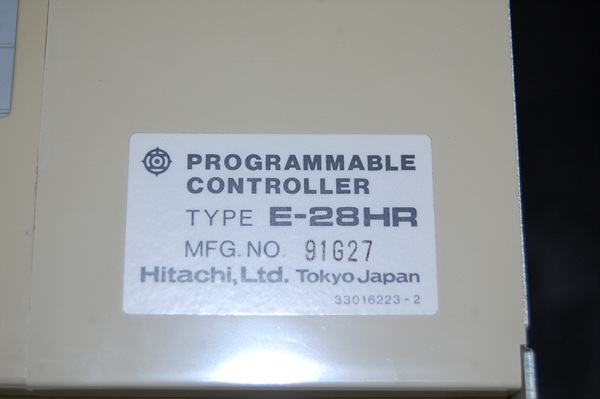 PROGRAMMABLE
CONTROLLER
TYPE E-28HR
MFG. NO. 91G27
Hitachi, Ltd. Tokyo Japan
33016223-2